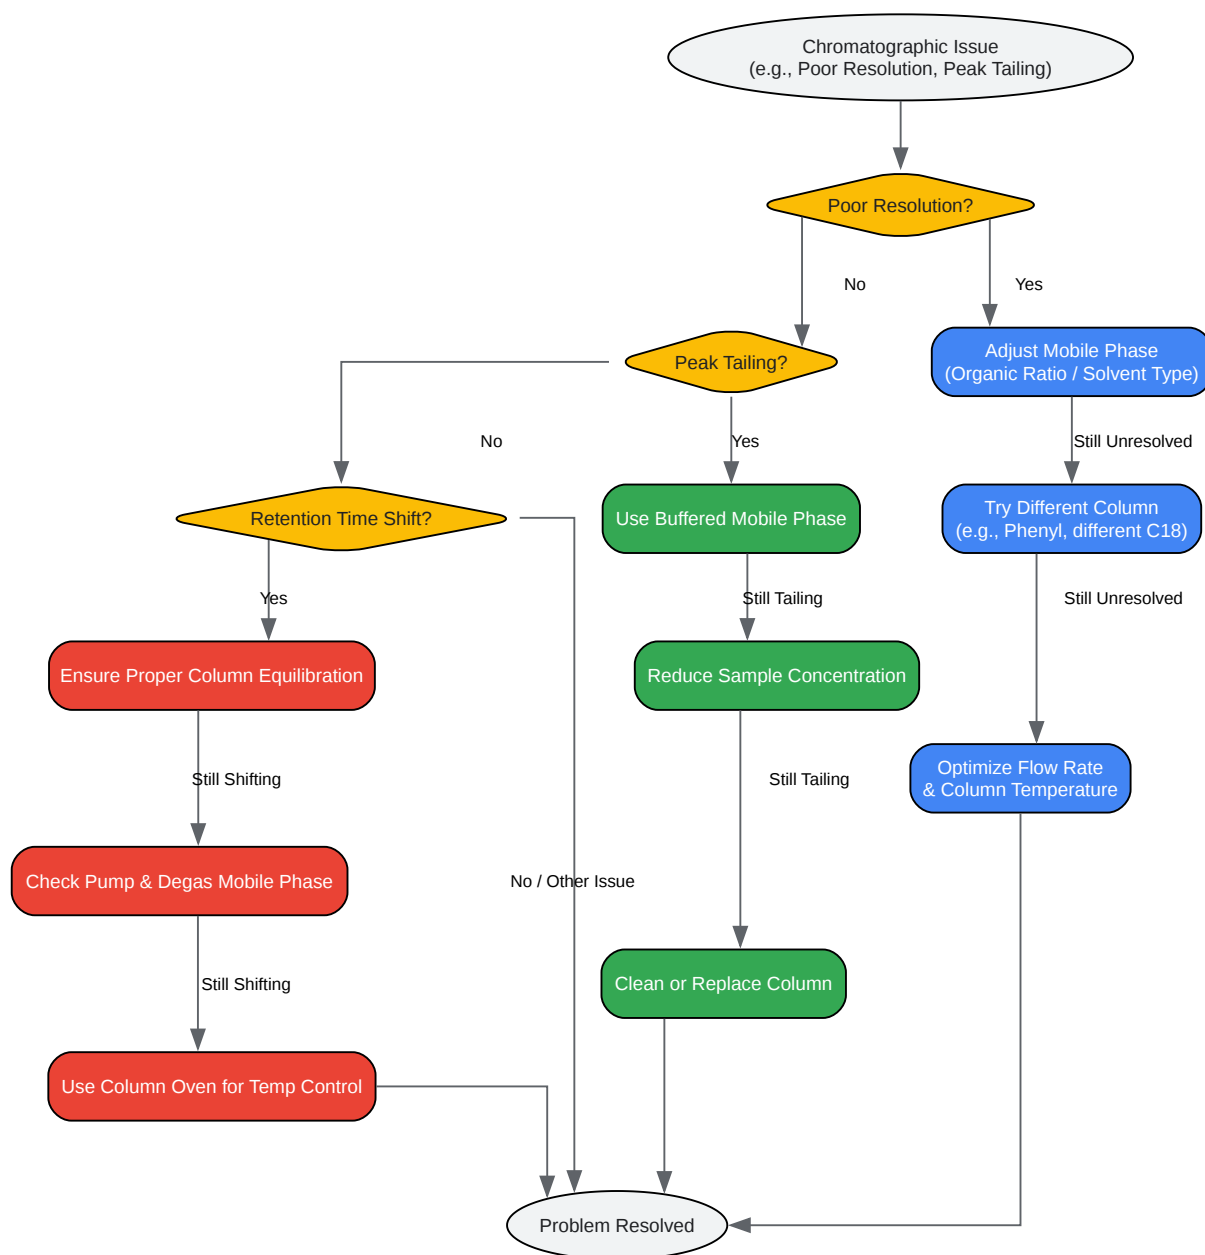 Chromatographic Issue
(e.g., Poor Resolution, Peak Tailing)
Poor Resolution?
No
Yes
Peak Tailing?
Adjust Mobile Phase
(Organic Ratio / Solvent Type)
No
Yes
Still Unresolved
Retention Time Shift?
Use Buffered Mobile Phase
Try Different Column
(e.g., Phenyl, different C18)
Yes
Still Tailing
Still Unresolved
Ensure Proper Column Equilibration
Reduce Sample Concentration
Still Shifting
Still Tailing
Optimize Flow Rate
& Column Temperature
Check Pump & Degas Mobile Phase
No / Other Issue
Still Shifting
Clean or Replace Column
Use Column Oven for Temp Control
Problem Resolved